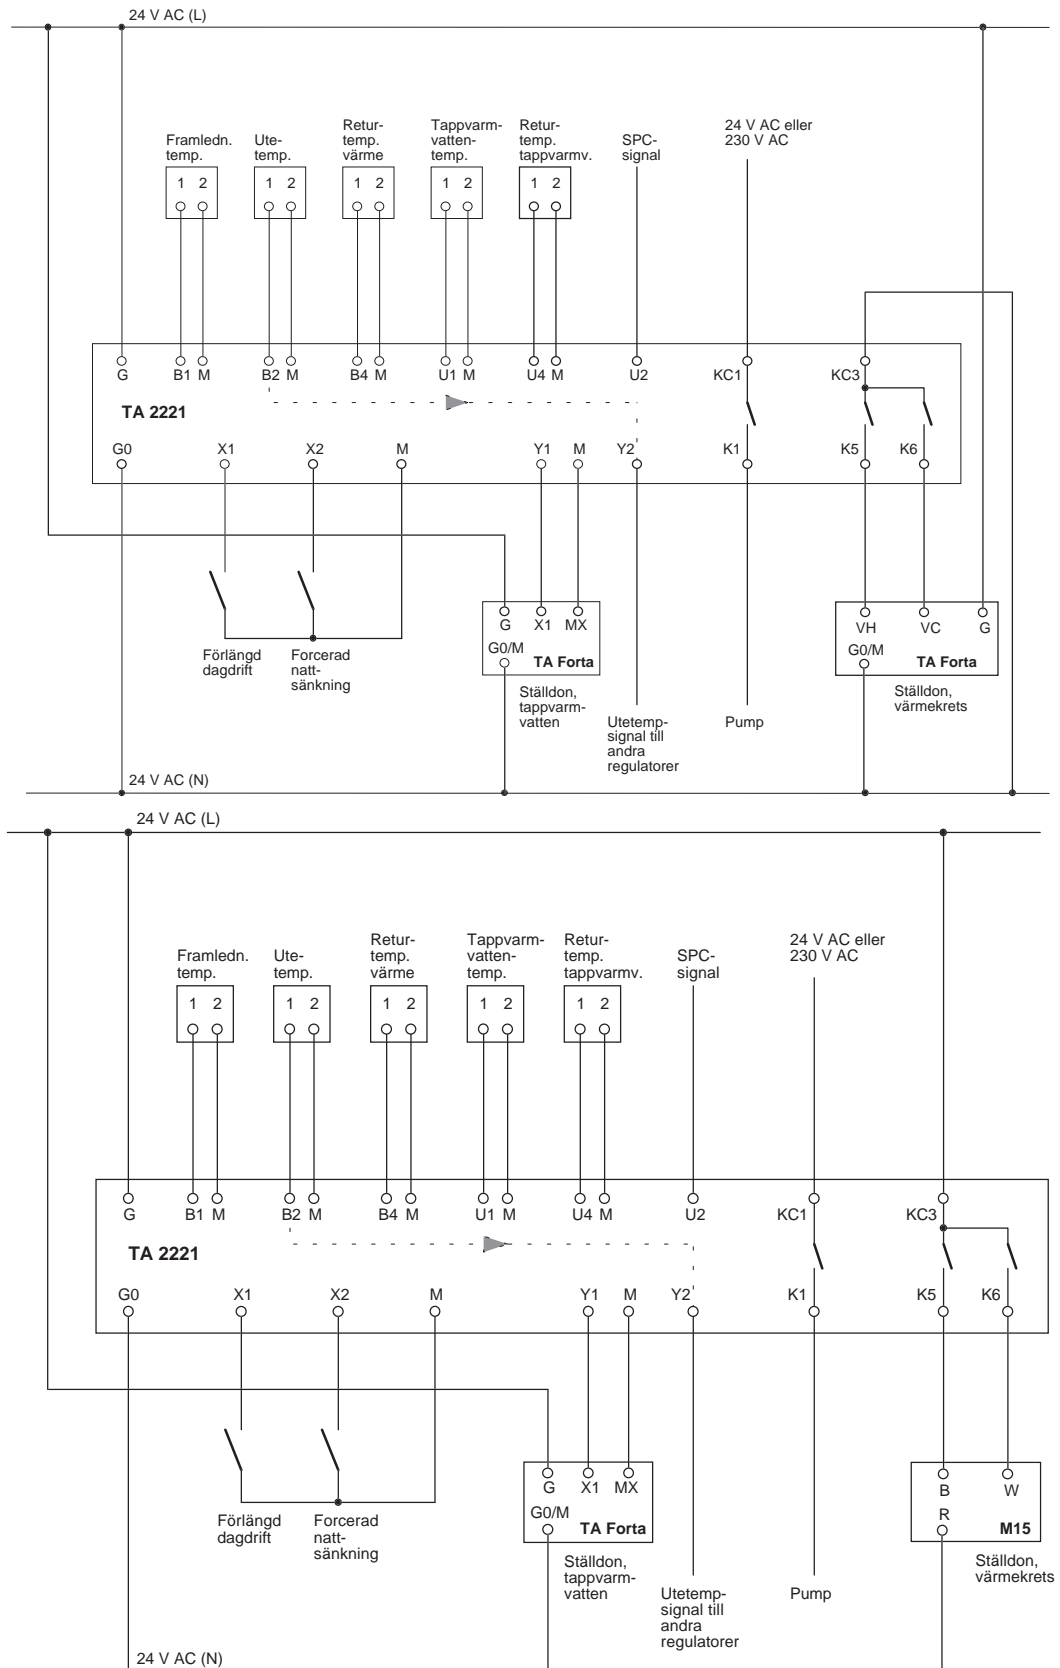 24 V AC (L)
Framledn.
temp.
Ute-
temp.
Retur-
temp.
värme
Tappvarm-
vatten-
temp.
Retur-
temp.
tappvarmv.
SPC-
signal
24 V AC eller
230 V AC
1 2
1 2
1 2
1 2
1 2
G B1 M B2 M B4 M U1 M U4 M U2 KC1 KC3
TA 2221
G0 X1 X2 M Y1 M Y2 K1 K5 K6
Förlängd
dagdrift
Forcerad
natt-
sänkning
G X1 MX
G0/M
TA Forta
Ställdon,
tappvarm-
vatten
Utetemp-
signal till
andra
regulatorer
Pump
VH VC G
G0/M
TA Forta
Ställdon,
värmekrets
24 V AC (N)
24 V AC (L)
Framledn.
temp.
Ute-
temp.
Retur-
temp.
värme
Tappvarm-
vatten-
temp.
Retur-
temp.
tappvarmv.
SPC-
signal
24 V AC eller
230 V AC
1 2
1 2
1 2
1 2
1 2
G B1 M B2 M B4 M U1 M U4 M U2 KC1 KC3
TA 2221
G0 X1 X2 M Y1 M Y2 K1 K5 K6
Förlängd
dagdrift
Forcerad
natt-
sänkning
G X1 MX
G0/M
TA Forta
Ställdon,
tappvarm-
vatten
Utetemp-
signal till
andra
regulatorer
Pump
B W
R
M15
Ställdon,
värmekrets
24 V AC (N)